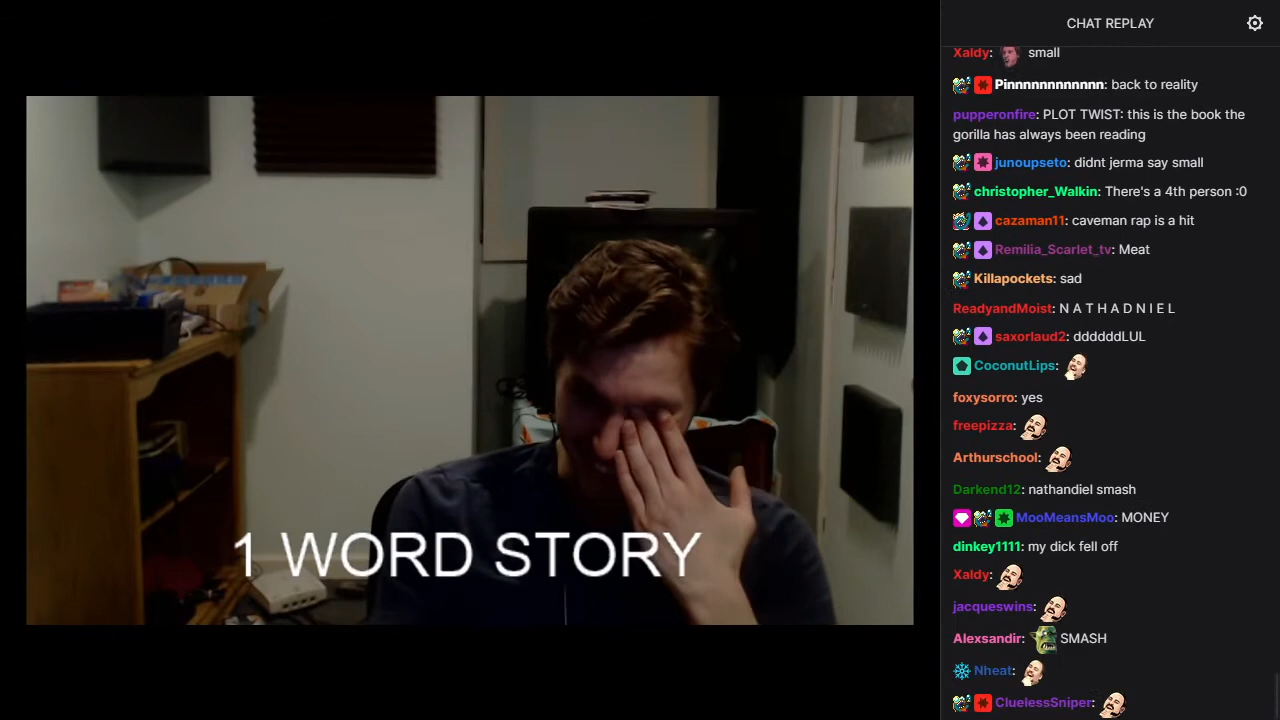 CHAT REPLAY
Xaldy: small
Pinnnnnnnnnnnn: back to reality
pupperonfire: PLOT TWIST: this is the book the
gorilla has always been reading
junoupseto: didnt jerma say small
christopher_Walkin: There's a 4th person :0
cazaman11: caveman rap is a hit
Remilia_Scarlet_tv: Meat
Killapockets: sad
ReadyandMoist: N A T H A D N I E L
saxorlaud2: ddddddLUL
CoconutLips:
foxysorro: yes
freepizza:
Arthurschool:
Darkend12: nathandiel smash
MooMeansMoo: MONEY
dinkey1111: my dick fell off
Xaldy:
jacqueswins:
Alexsandir: SMASH
Nheat:
CluelessSniper:
1 WORD STORY